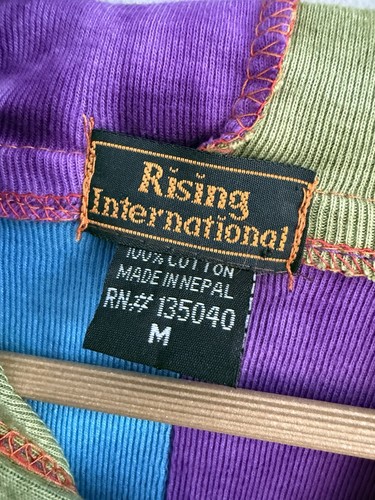 Rising
International
100% COTTON
MADE IN NEPAL
RN.# 135040
M